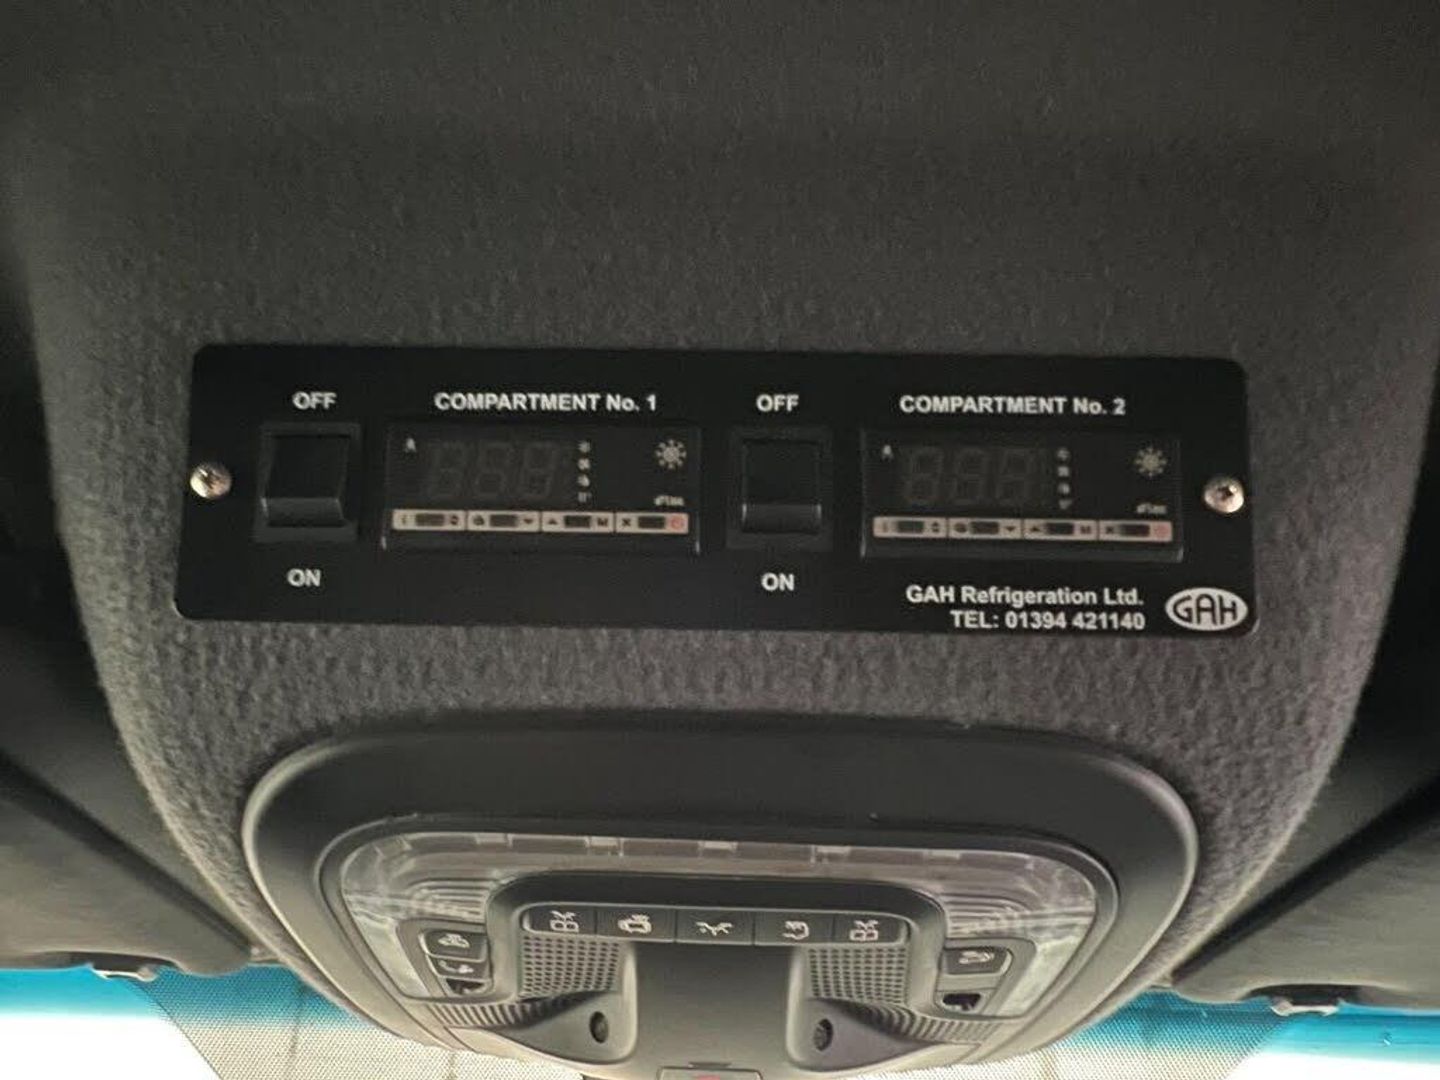 OFF COMPARTMENT No. 1 OFF COMPARTMENT No. 2
ON ON
GAH Refrigeration Ltd.
TEL: 01394 421140
GAH